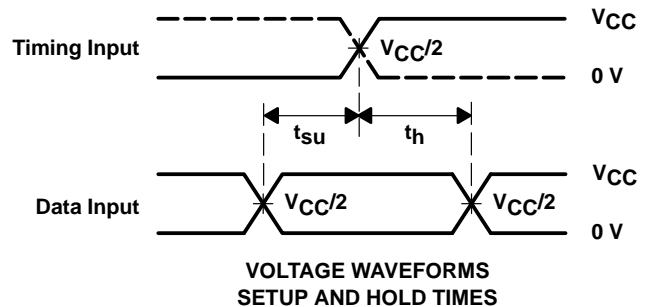 VCC
Timing Input
VCC/2
0 V
tsu
th
VCC
Data Input
VCC/2
VCC/2
0 V
VOLTAGE WAVEFORMS
SETUP AND HOLD TIMES